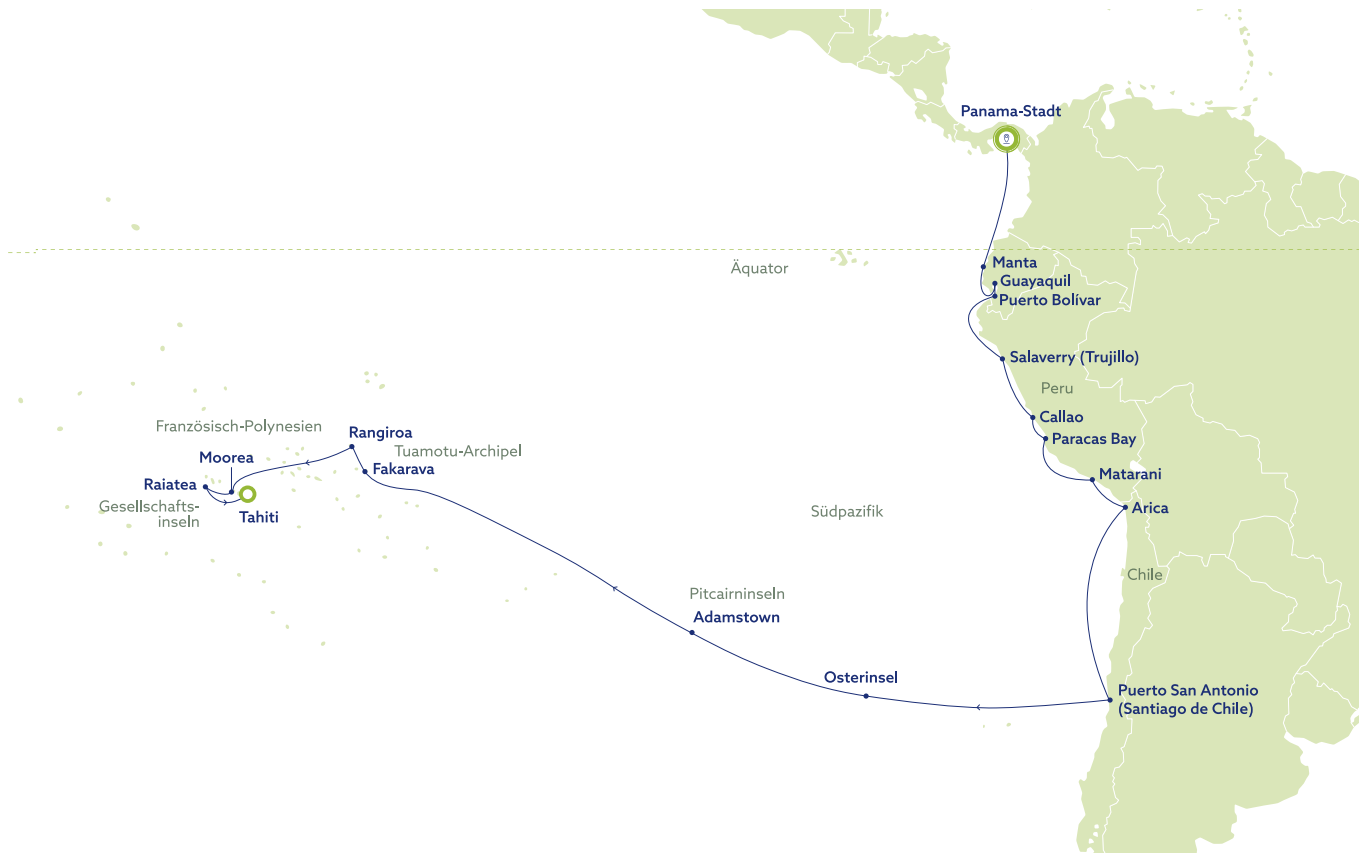 Panama-Stadt
Äquator
Manta
Guayaquil
Puerto Bolívar
Salaverry (Trujillo)
Peru
Callao
Paracas Bay
Matarani
Arica
Chile
Puerto San Antonio
(Santiago de Chile)
Südpazifik
Osterinsel
Pitcairninseln
Adamstown
Französisch-Polynesien
Rangiroa
Tuamotu-Archipel
Fakarava
Moorea
Raiatea
Gesellschafts-
inseln
Tahiti